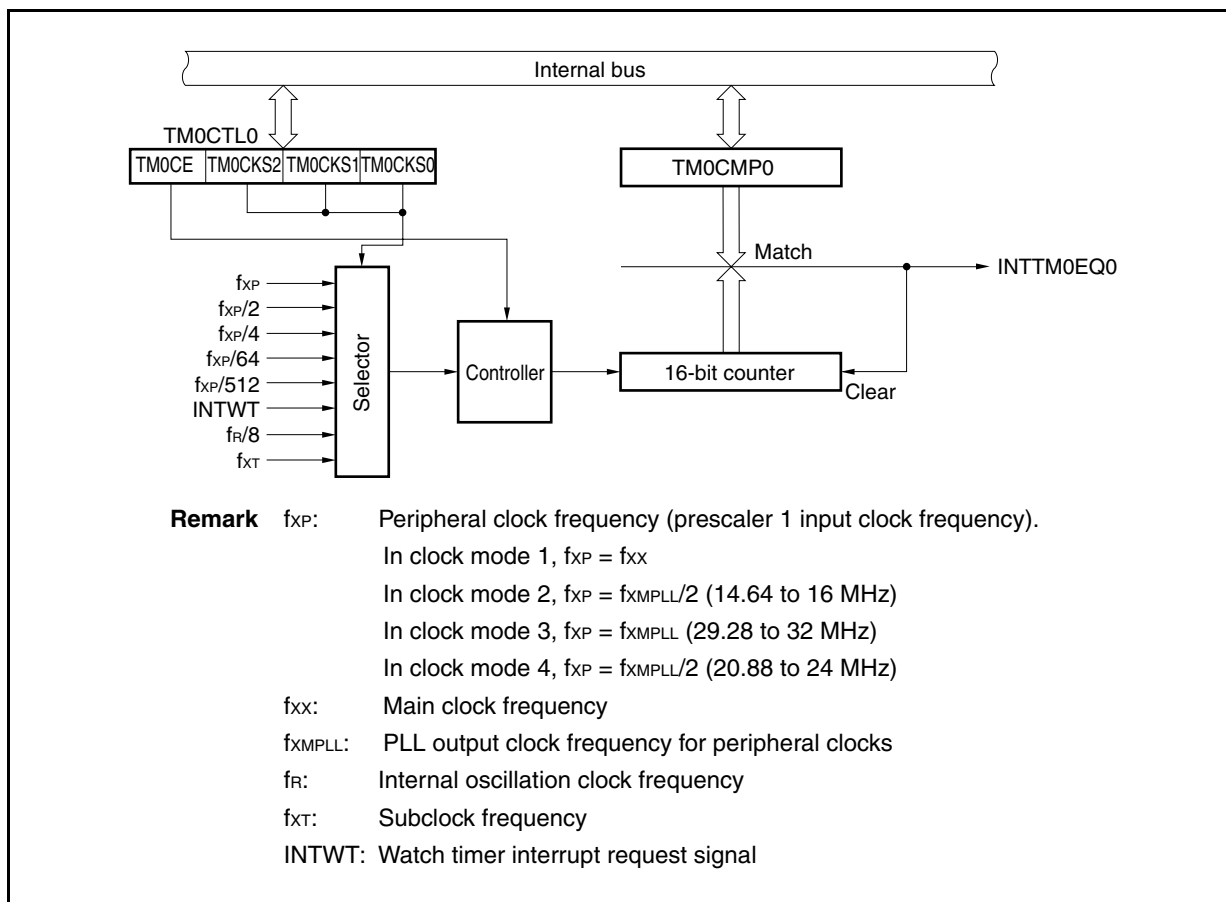 Internal bus
TM0CTL0
TM0CE TM0CKS2 TM0CKS1 TM0CKS0
TM0CMP0
Match
INTTM0EQ0
fXP
fXP/2
fXP/4
fXP/64
fXP/512
INTWT
fR/8
fXT
Selector
Controller
16-bit counter
Clear
Remark fXP: Peripheral clock frequency (prescaler 1 input clock frequency).
In clock mode 1, fXP = fXX
In clock mode 2, fXP = fXMPLL/2 (14.64 to 16 MHz)
In clock mode 3, fXP = fXMPLL (29.28 to 32 MHz)
In clock mode 4, fXP = fXMPLL/2 (20.88 to 24 MHz)
fXX: Main clock frequency
fXMPLL: PLL output clock frequency for peripheral clocks
fR: Internal oscillation clock frequency
fXT: Subclock frequency
INTWT: Watch timer interrupt request signal